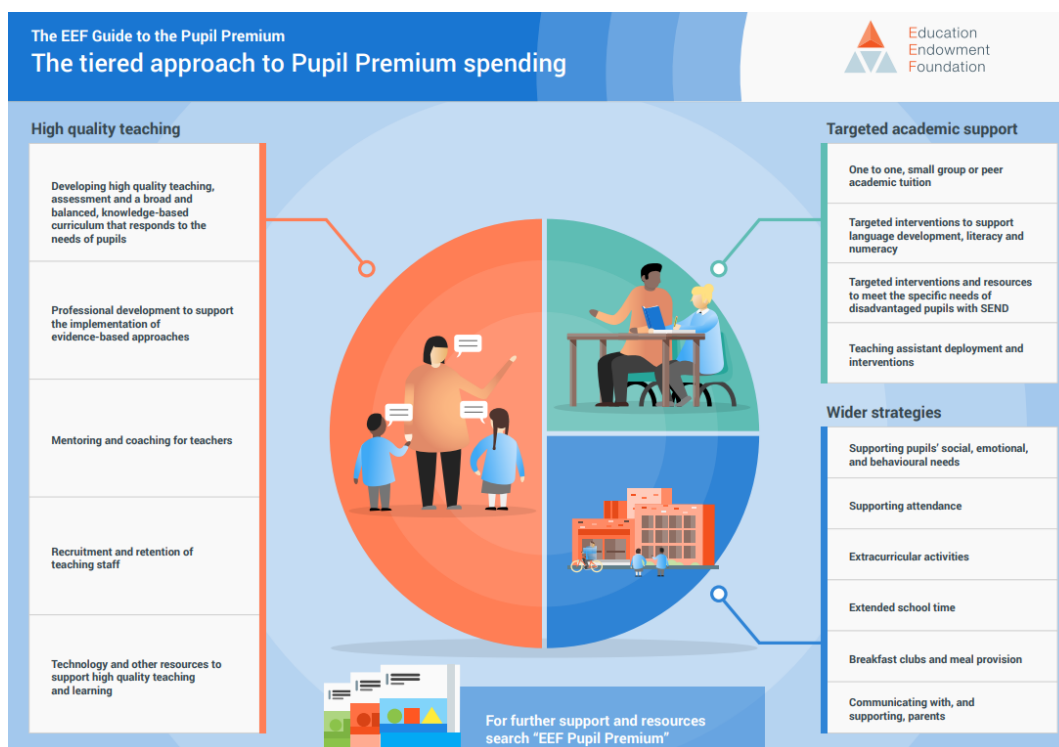 The EEF Guide to the Pupil Premium
The tiered approach to Pupil Premium spending
Education
Endowment
Foundation
High quality teaching
Developing high quality teaching,
assessment and a broad and
balanced, knowledge-based
curriculum that responds to the
needs of pupils
Professional development to support
the implementation of
evidence-based approaches
Mentoring and coaching for teachers
Recruitment and retention of
teaching staff
Technology and other resources to
support high quality teaching
and learning
Targeted academic support
One to one, small group or peer
academic tuition
Targeted interventions to support
language development, literacy and
numeracy
Targeted interventions and resources
to meet the specific needs of
disadvantaged pupils with SEND
Teaching assistant deployment and
interventions
Wider strategies
Supporting pupils’ social, emotional,
and behavioural needs
Supporting attendance
Extracurricular activities
Extended school time
Breakfast clubs and meal provision
Communicating with, and
supporting, parents
For further support and resources
search “EEF Pupil Premium”